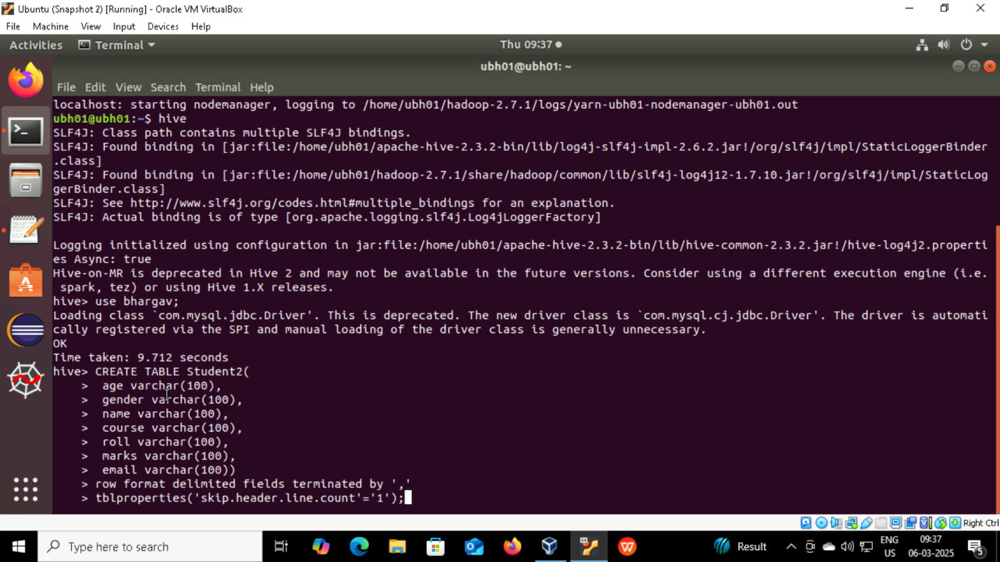 Ubuntu (Snapshot 2) [Running] - Oracle VM VirtualBox
File Machine View Input Devices Help
Activities Terminal Thu 09:37
ubh01@ubh01: ~
File Edit View Search Terminal Help
localhost: starting nodemanager, logging to /home/ubh01/hadoop-2.7.1/logs/yarn-ubh01-nodemanager-ubh01.out
ubh01@ubh01:~$ hive
SLF4J: Class path contains multiple SLF4J bindings.
SLF4J: Found binding in [jar:file:/home/ubh01/apache-hive-2.3.2-bin/lib/log4j-slf4j-impl-2.6.2.jar!/org/slf4j/impl/StaticLoggerBinder
.class]
SLF4J: Found binding in [jar:file:/home/ubh01/hadoop-2.7.1/share/hadoop/common/lib/slf4j-log4j12-1.7.10.jar!/org/slf4j/impl/StaticLog
gerBinder.class]
SLF4J: See http://www.slf4j.org/codes.html#multiple_bindings for an explanation.
SLF4J: Actual binding is of type [org.apache.logging.slf4j.Log4jLoggerFactory]
Logging initialized using configuration in jar:file:/home/ubh01/apache-hive-2.3.2-bin/lib/hive-common-2.3.2.jar!/hive-log4j2.properti
es Async: true
Hive-on-MR is deprecated in Hive 2 and may not be available in the future versions. Consider using a different execution engine (i.e.
 spark, tez) or using Hive 1.X releases.
hive> use bhargav;
Loading class `com.mysql.jdbc.Driver'. This is deprecated. The new driver class is `com.mysql.cj.jdbc.Driver'. The driver is automati
cally registered via the SPI and manual loading of the driver class is generally unnecessary.
OK
Time taken: 9.712 seconds
hive> CREATE TABLE Student2(
    >  age varchar(100),
    >  gender varchar(100),
    >  name varchar(100),
    >  course varchar(100),
    >  roll varchar(100),
    >  marks varchar(100),
    >  email varchar(100))
    > row format delimited fields terminated by ','
    > tblproperties('skip.header.line.count'='1');
Right Ctrl
Type here to search
Result
ENG
US
09:37
06-03-2025
5